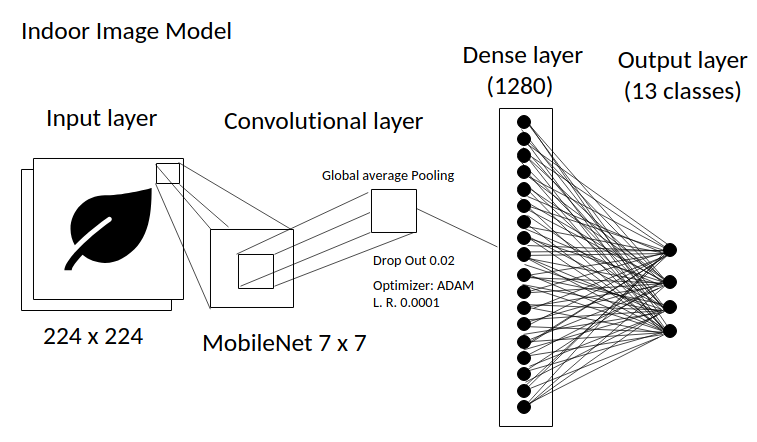 Indoor Image Model
Input layer
Convolutional layer
Dense layer
(1280)
Output layer
(13 classes)
Global average Pooling
Drop Out 0.02
Optimizer: ADAM
L. R. 0.0001
224 x 224
MobileNet 7 x 7